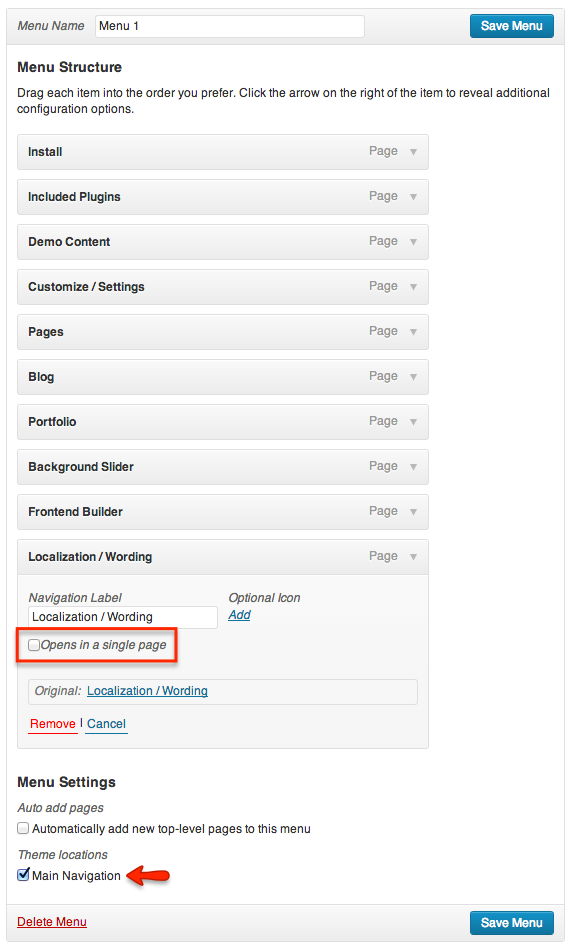 Menu Name Menu 1 Save Menu
Menu Structure
Drag each item into the order you prefer. Click the arrow on the right of the item to reveal additional
configuration options.
Install Page
Included Plugins Page
Demo Content Page
Customize / Settings Page
Pages Page
Blog Page
Portfolio Page
Background Slider Page
Frontend Builder Page
Localization / Wording Page
Navigation Label Optional Icon
Localization / Wording Add
Opens in a single page
Original: Localization / Wording
Remove | Cancel
Menu Settings
Auto add pages
Automatically add new top-level pages to this menu
Theme locations
Main Navigation
Delete Menu Save Menu